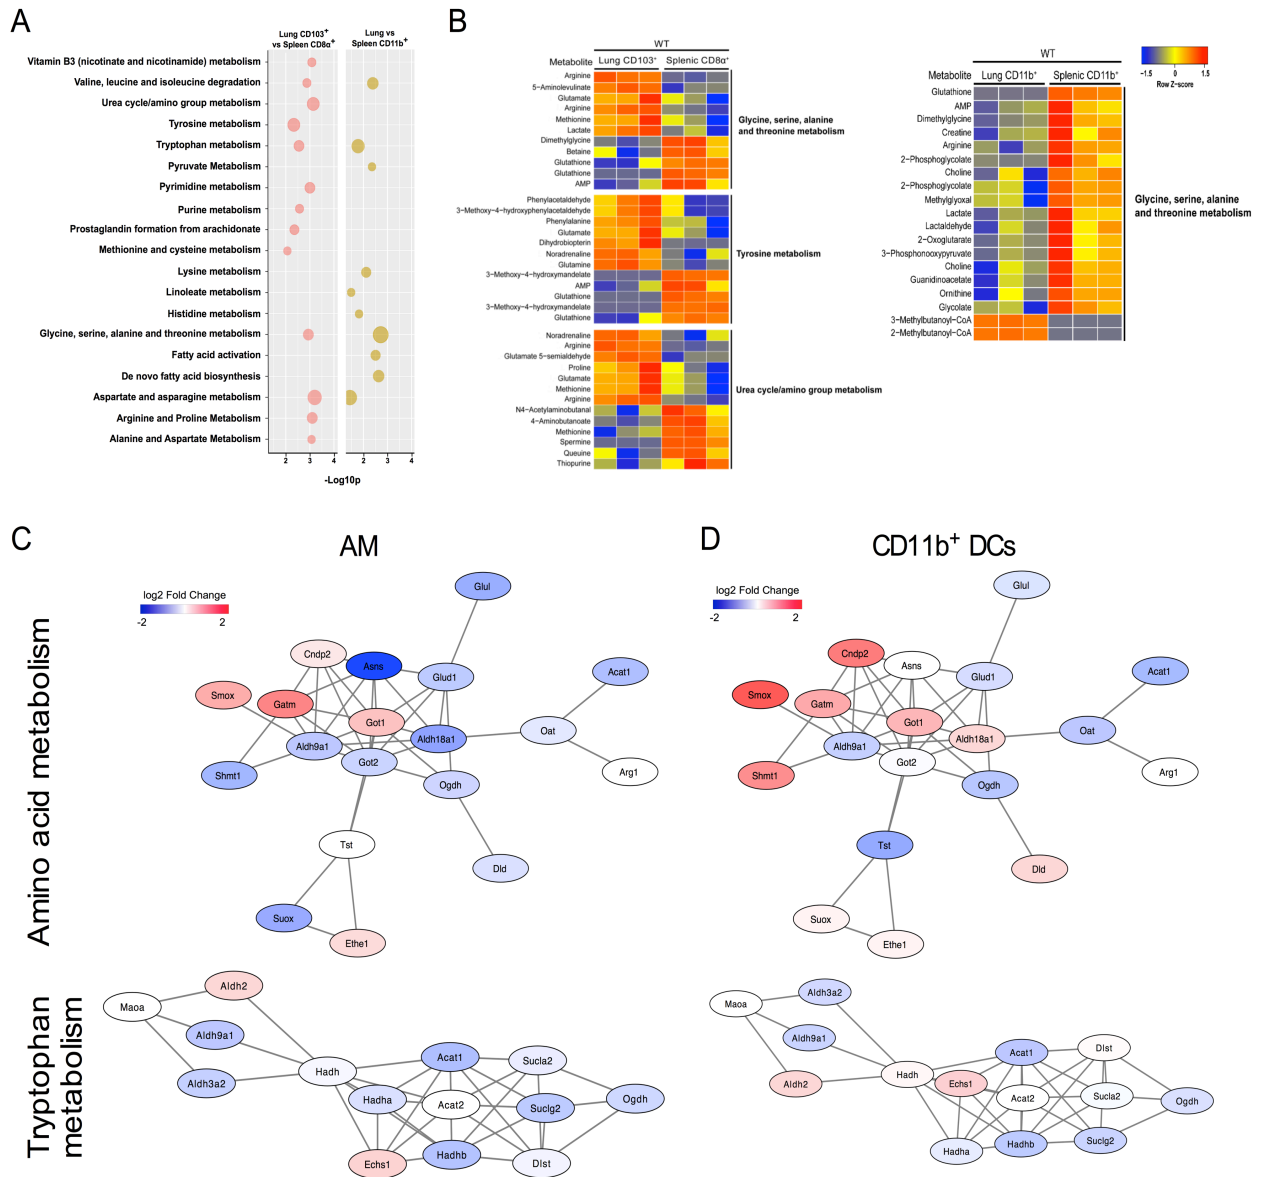 A
Lung CD103+
vs Spleen CD8α+
Lung vs
Spleen CD11b+
Vitamin B3 (nicotinate and nicotinamide) metabolism
Valine, leucine and isoleucine degradation
Urea cycle/amino group metabolism
Tyrosine metabolism
Tryptophan metabolism
Pyruvate Metabolism
Pyrimidine metabolism
Purine metabolism
Prostaglandin formation from arachidonate
Methionine and cysteine metabolism
Lysine metabolism
Linoleate metabolism
Histidine metabolism
Glycine, serine, alanine and threonine metabolism
Fatty acid activation
De novo fatty acid biosynthesis
Aspartate and asparagine metabolism
Arginine and Proline Metabolism
Alanine and Aspartate Metabolism
2 3 4 2 3 4
-Log10p
B
WT
Metabolite Lung CD103+ Splenic CD8α+
Arginine
5−Aminolevulinate
Glutamate
Arginine
Methionine
Lactate
Dimethylglycine
Betaine
Glutathione
Glutathione
AMP
Glycine, serine, alanine
and threonine metabolism
Phenylacetaldehyde
3−Methoxy−4−hydroxyphenylacetaldehyde
Phenylalanine
Glutamate
Dihydrobiopterin
Noradrenaline
Glutamine
3−Methoxy−4−hydroxymandelate
AMP
Glutathione
3−Methoxy−4−hydroxymandelate
Glutathione
Tyrosine metabolism
Noradrenaline
Arginine
Glutamate 5−semialdehyde
Proline
Glutamate
Methionine
Arginine
N4−Acetylaminobutanal
4−Aminobutanoate
Methionine
Spermine
Queuine
Thiopurine
Urea cycle/amino group metabolism
WT
Metabolite Lung CD11b+ Splenic CD11b+
Glutathione
AMP
Dimethylglycine
Creatine
Arginine
2−Phosphoglycolate
Choline
2−Phosphoglycolate
Methylglyoxal
Lactate
Lactaldehyde
2−Oxoglutarate
3−Phosphonooxypyruvate
Choline
Guanidinoacetate
Ornithine
Glycolate
3−Methylbutanoyl−CoA
2−Methylbutanoyl−CoA
Glycine, serine, alanine
and threonine metabolism
−1.5 0 1.5
Row Z−score
C
AM
Amino acid metabolism
log2 Fold Change
-2 2
Glul
Cndp2
Asns
Glud1
Acat1
Smox
Gatm
Got1
Aldh9a1
Aldh18a1
Oat
Got2
Shmt1
Ogdh
Arg1
Tst
Dld
Suox
Ethe1
Tryptophan
metabolism
Aldh2
Maoa
Aldh9a1
Aldh3a2
Hadh
Acat1
Sucla2
Hadha
Acat2
Suclg2
Ogdh
Echs1
Hadhb
Dlst
D
CD11b+ DCs
log2 Fold Change
-2 2
Glul
Cndp2
Asns
Glud1
Acat1
Smox
Gatm
Got1
Aldh9a1
Aldh18a1
Oat
Got2
Shmt1
Ogdh
Arg1
Tst
Dld
Suox
Ethe1
Aldh3a2
Maoa
Aldh9a1
Aldh2
Hadh
Echs1
Acat1
Dlst
Acat2
Sucla2
Ogdh
Hadha
Hadhb
Suclg2